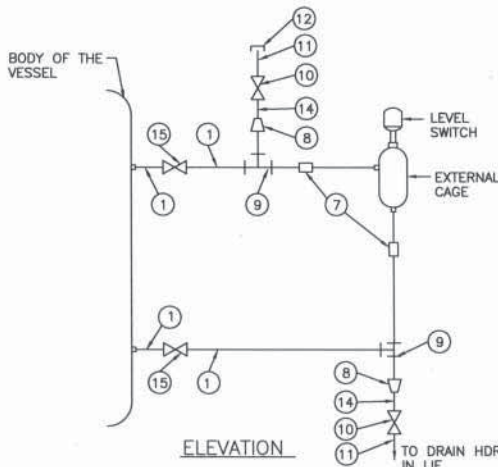 12
11
BODY OF THE
VESSEL
10
14
LEVEL
SWITCH
15
1
8
EXTERNAL
CAGE
1
9
7
1
9
15
1
8
14
10
ELEVATION
11
TO DRAIN HDR